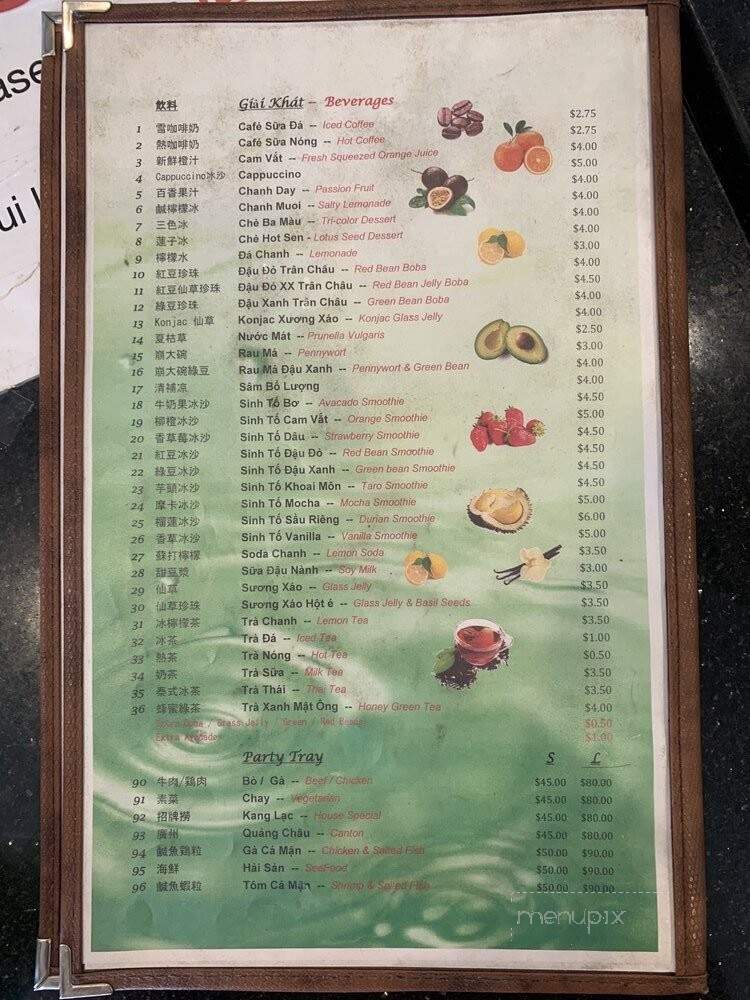 飲料 Giải Khát -- Beverages
1 雪咖啡奶 Café Sữa Đá -- Iced Coffee $2.75
2 熱咖啡奶 Café Sữa Nóng -- Hot Coffee $2.75
3 新鮮橙汁 Cam Vắt -- Fresh Squeezed Orange Juice $4.00
4 Cappuccino冰沙 Cappuccino $5.00
5 百香果汁 Chanh Day -- Passion Fruit $4.00
6 鹹檸檬冰 Chanh Muoi -- Salty Lemonade $4.00
7 三色冰 Chè Ba Màu -- Tri-color Dessert $4.00
8 蓮子冰 Chè Hot Sen - Lotus Seed Dessert $4.00
9 檸檬水 Đá Chanh -- Lemonade $3.00
10 紅豆珍珠 Đậu Đỏ Trân Châu -- Red Bean Boba $4.00
11 紅豆仙草珍珠 Đậu Đỏ XX Trân Châu -- Red Bean Jelly Boba $4.50
12 綠豆珍珠 Đậu Xanh Trân Châu -- Green Bean Boba $4.00
13 Konjac 仙草 Konjac Xương Xáo -- Konjac Glass Jelly $4.00
14 夏枯草 Nước Mát -- Prunella Vulgaris $2.50
15 崩大碗 Rau Má -- Pennywort $3.00
16 崩大碗綠豆 Rau Má Đậu Xanh -- Pennywort & Green Bean $4.00
17 清補凉 Sâm Bổ Lượng $4.00
18 牛奶果冰沙 Sinh Tố Bơ -- Avacado Smoothie $4.50
19 柳橙冰沙 Sinh Tố Cam Vắt -- Orange Smoothie $5.00
20 香草莓冰沙 Sinh Tố Dâu -- Strawberry Smoothie $4.50
21 紅豆冰沙 Sinh Tố Đậu Đỏ -- Red Bean Smoothie $4.50
22 綠豆冰沙 Sinh Tố Đậu Xanh -- Green bean Smoothie $4.50
23 芋頭冰沙 Sinh Tố Khoai Môn -- Taro Smoothie $4.50
24 摩卡冰沙 Sinh Tố Mocha -- Mocha Smoothie $5.00
25 榴蓮冰沙 Sinh Tố Sầu Riêng -- Durian Smoothie $6.00
26 香草冰沙 Sinh Tố Vanilla -- Vanilla Smoothie $5.00
27 蘇打檸檬 Soda Chanh -- Lemon Soda $3.50
28 甜豆漿 Sữa Đậu Nành -- Soy Milk $3.00
29 仙草 Sương Xáo -- Glass Jelly $3.50
30 仙草珍珠 Sương Xáo Hột é -- Glass Jelly & Basil Seeds $3.50
31 冰檸檬茶 Trà Chanh -- Lemon Tea $3.50
32 冰茶 Trà Đá -- Iced Tea $1.00
33 熱茶 Trà Nóng -- Hot Tea $0.50
34 奶茶 Trà Sữa -- Milk Tea $3.50
35 泰式冰茶 Trà Thái -- Thai Tea $3.50
36 蜂蜜綠茶 Trà Xanh Mật Ông -- Honey Green Tea $4.00
Extra Boba / Glass Jelly / Green / Red Beans $0.50
Extra Avocado $1.00
Party Tray S L
90 牛肉/鶏肉 Bò / Gà -- Beef / Chicken $45.00 $80.00
91 素菜 Chay -- Vegetarian $45.00 $80.00
92 招牌撈 Kang Lạc -- House Special $45.00 $80.00
93 廣州 Quảng Châu -- Canton $45.00 $80.00
94 鹹魚鶏粒 Gà Cá Mặn -- Chicken & Salted Fish $50.00 $90.00
95 海鮮 Hải Sản -- SeaFood $50.00 $90.00
96 鹹魚蝦粒 Tôm Cá Mặn -- Shrimp & Salted Fish $50.00 $90.00
menupix